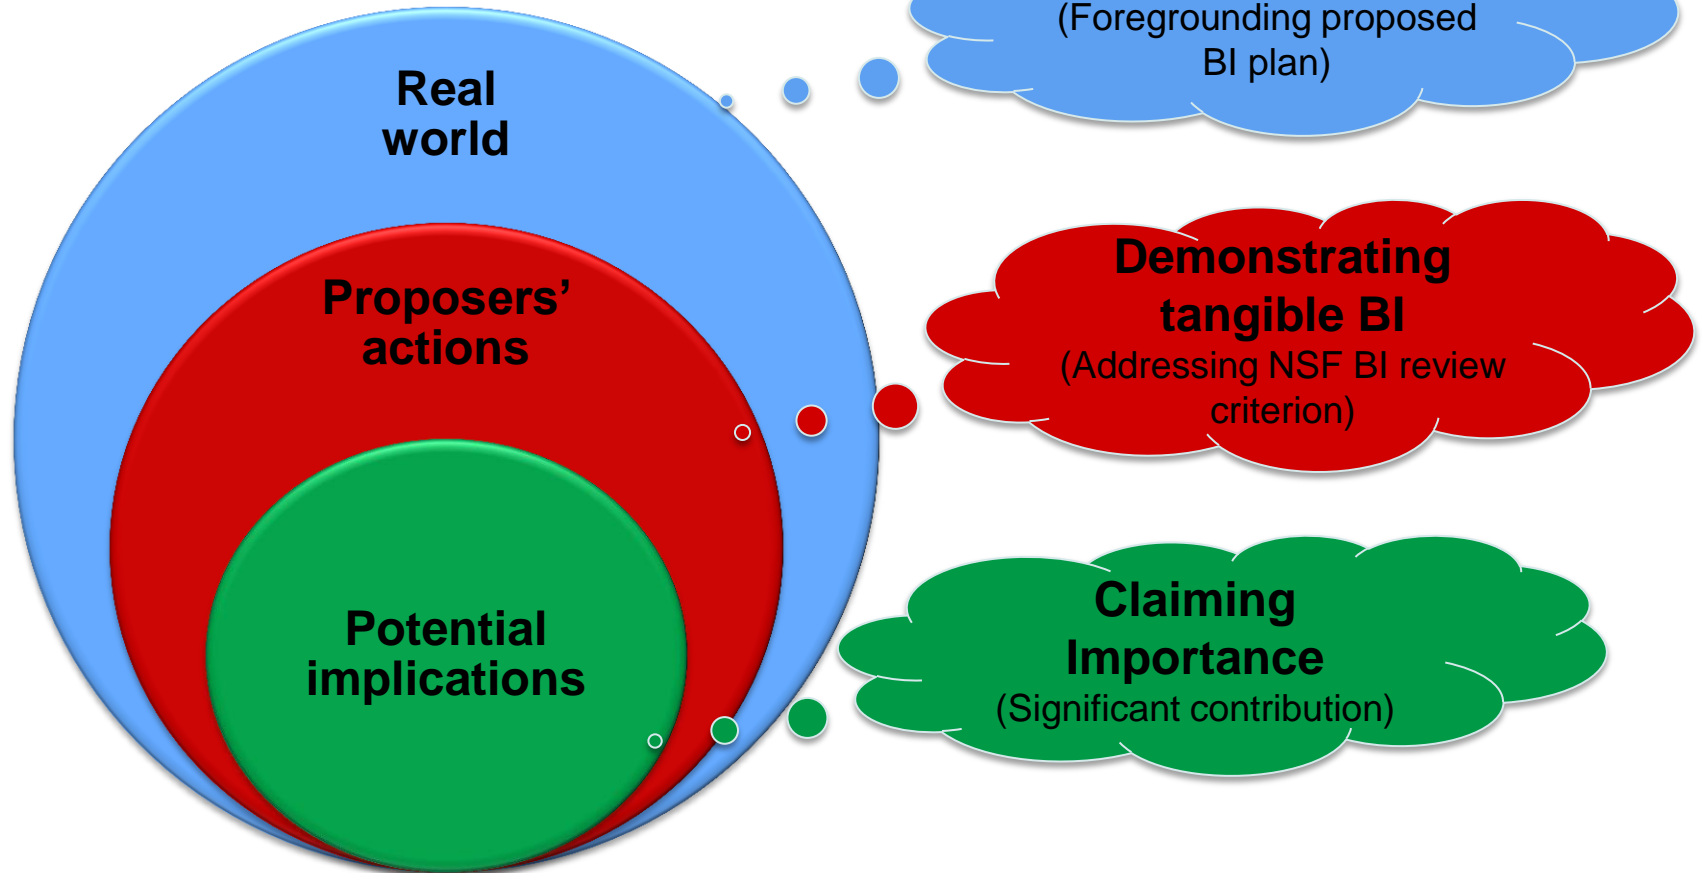 Real
world
(Foregrounding proposed
BI plan)
Proposers’
actions
Demonstrating
tangible BI
(Addressing NSF BI review
criterion)
Potential
implications
Claiming
Importance
(Significant contribution)